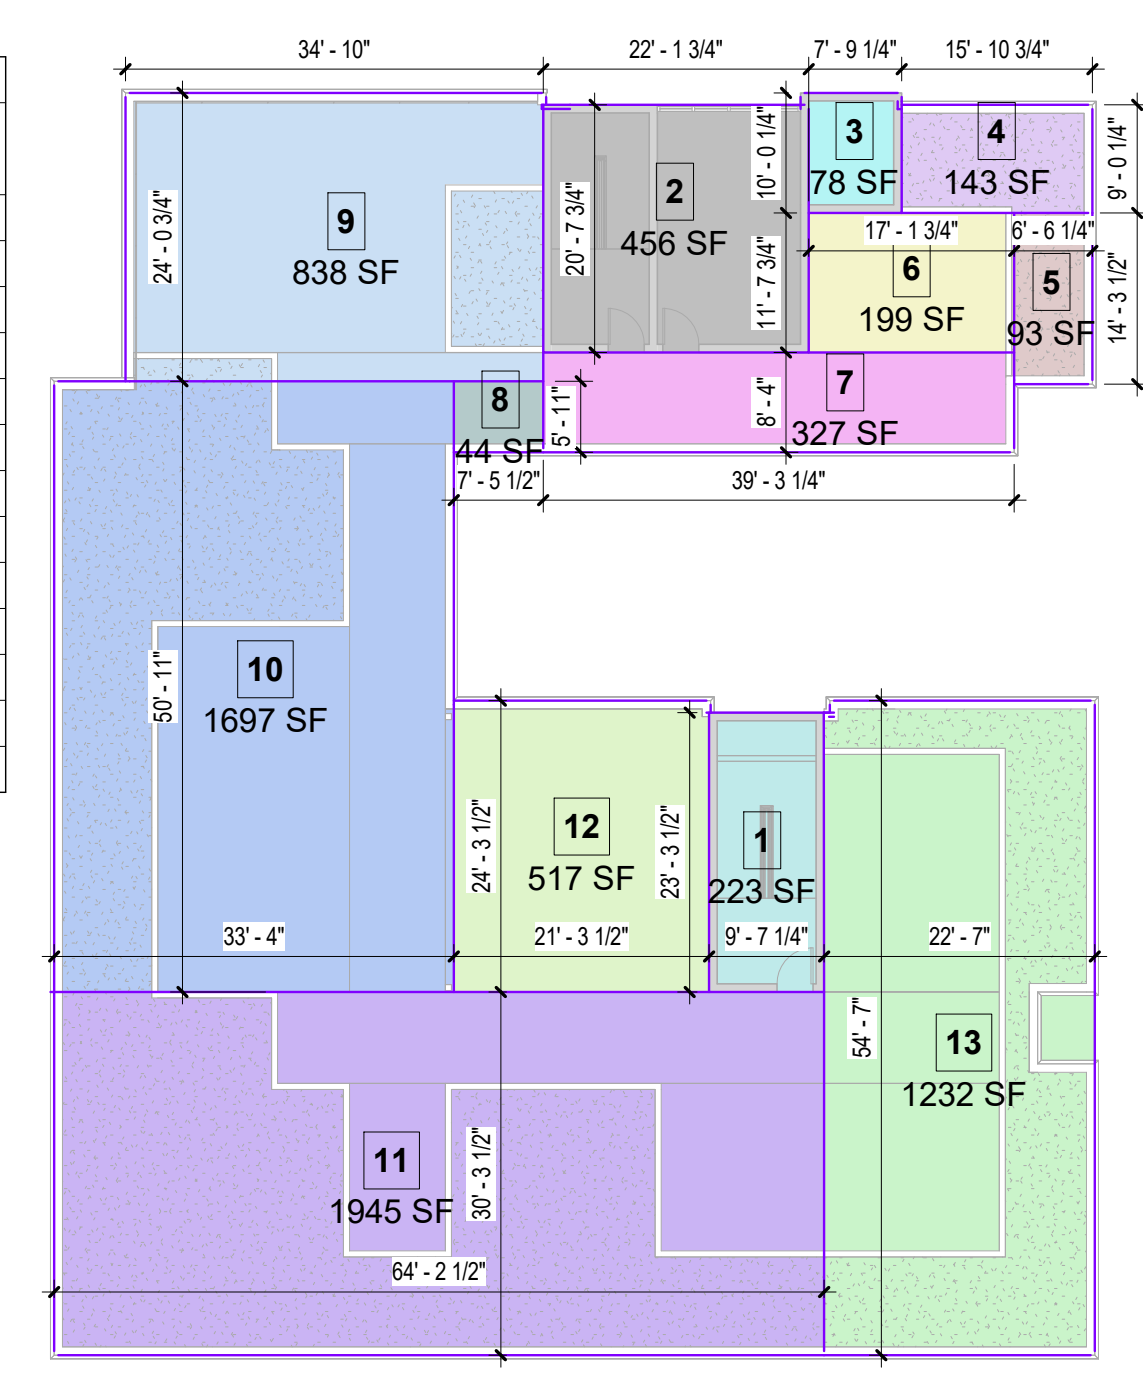 34' - 10"
22' - 1 3/4"
7' - 9 1/4"
15' - 10 3/4"
24' - 0 3/4"
9
838 SF
20' - 7 3/4"
2
456 SF
10' - 0 1/4"
11' - 7 3/4"
3
78 SF
4
143 SF
9' - 0 1/4"
17' - 1 3/4"
6' - 6 1/4"
6
199 SF
5
93 SF
14' - 3 1/2"
8
44 SF
5' - 11"
7
327 SF
8' - 4"
7' - 5 1/2"
39' - 3 1/4"
50' - 11"
10
1697 SF
24' - 3 1/2"
12
517 SF
23' - 3 1/2"
1
223 SF
33' - 4"
21' - 3 1/2"
9' - 7 1/4"
22' - 7"
54' - 7"
13
1232 SF
11
1945 SF
30' - 3 1/2"
64' - 2 1/2"